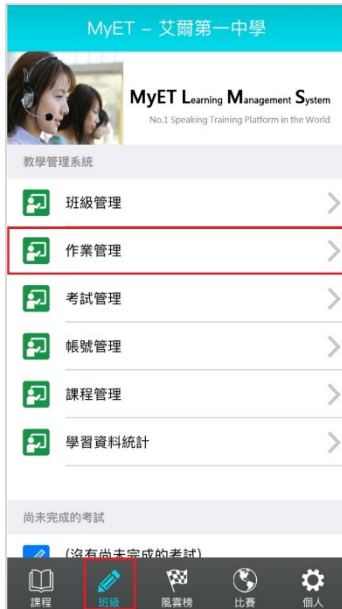 MyET – 艾爾第一中學
MyET Learning Management System
No.1 Speaking Training Platform in the World
教學管理系統
班級管理
作業管理
考試管理
帳號管理
課程管理
學習資料統計
尚未完成的考試
(沒有尚未完成的考試)
課程 班級 風雲榜 比賽 個人